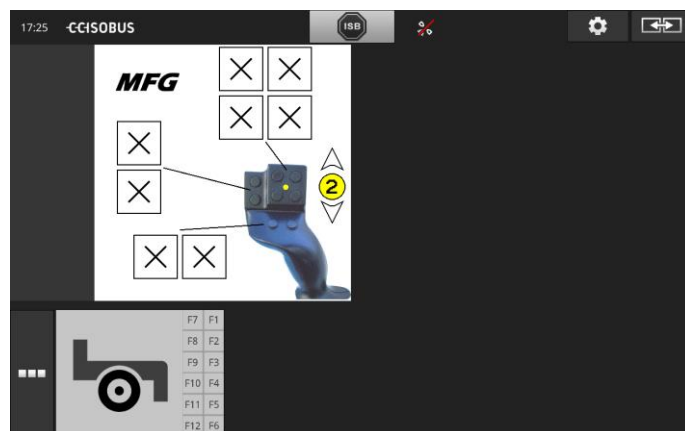 17:25 CCISOBUS
ISB
MFG
2
F7 F1
F8 F2
F9 F3
F10 F4
F11 F5
F12 F6